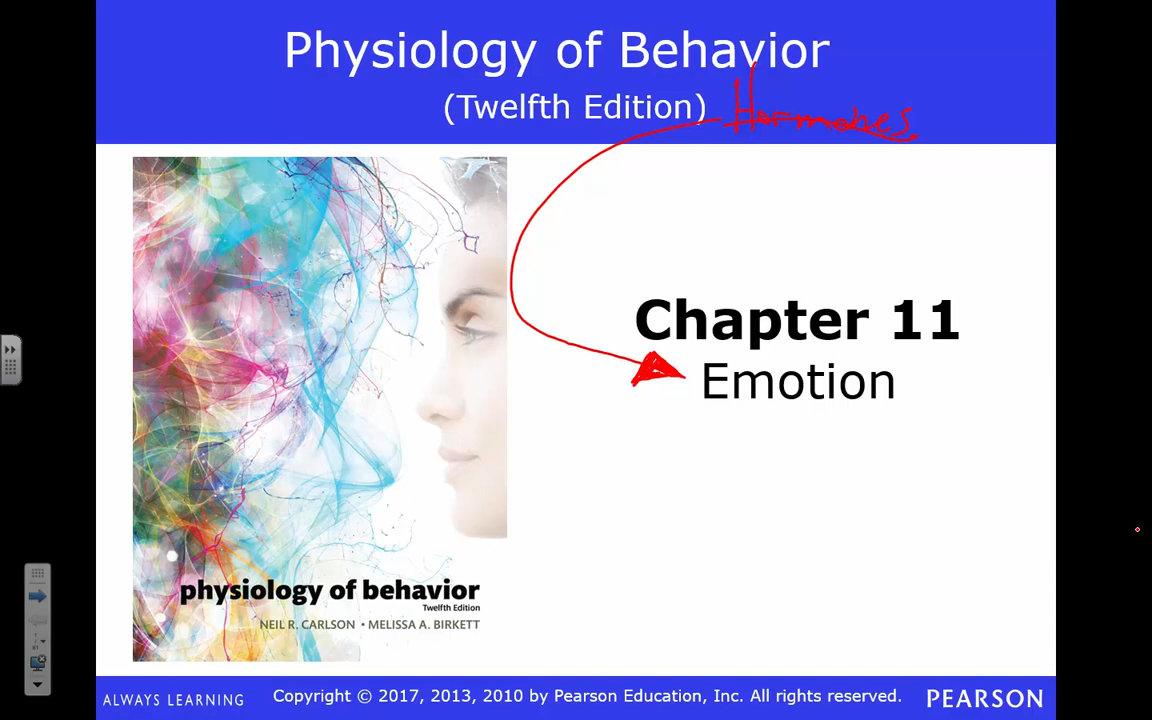 Physiology of Behavior
(Twelfth Edition)
Hormones
Chapter 11
Emotion
physiology of behavior
Twelfth Edition
NEIL R. CARLSON • MELISSA A. BIRKETT
ALWAYS LEARNING
Copyright © 2017, 2013, 2010 by Pearson Education, Inc. All rights reserved.
PEARSON